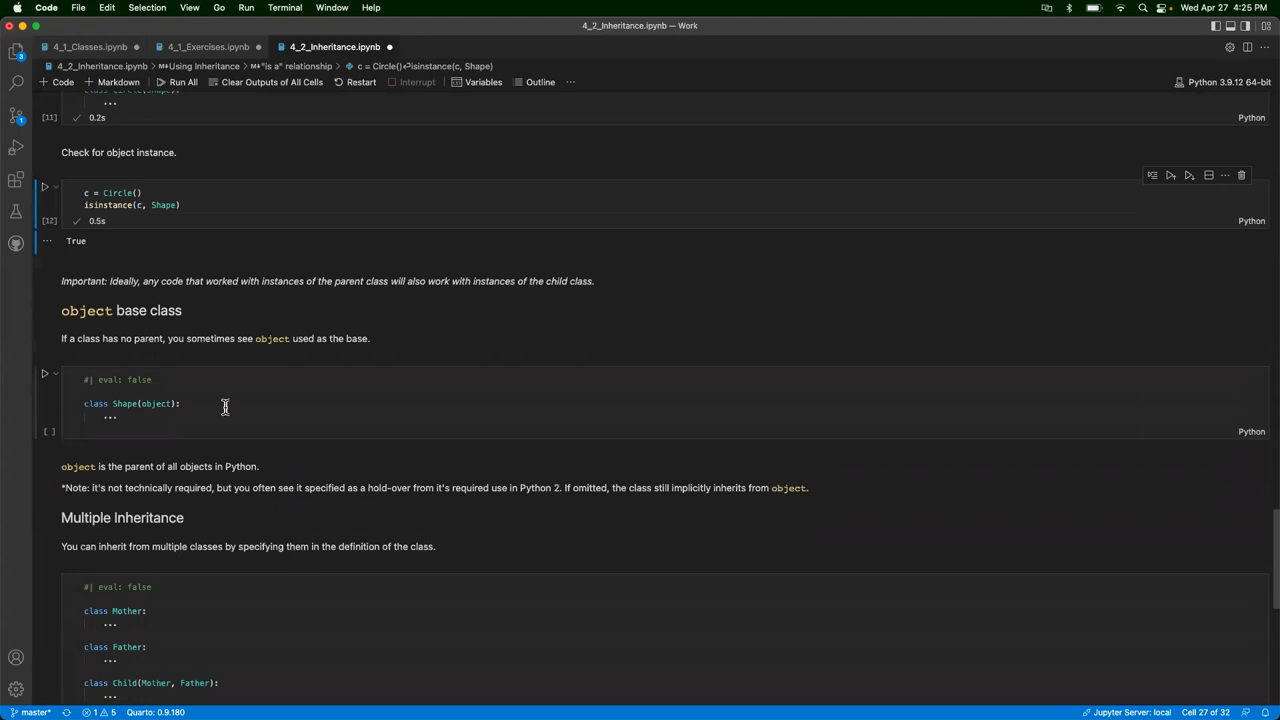 Code File Edit Selection View Go Run Terminal Window Help
Wed Apr 27 4:25 PM
4_2_Inheritance.ipynb — Work
4_1_Classes.ipynb
4_1_Exercises.ipynb
4_2_Inheritance.ipynb
4_2_Inheritance.ipynb > M↓Using Inheritance > M↓"is a" relationship > c = Circle()⏎isinstance(c, Shape)
+ Code + Markdown Run All Clear Outputs of All Cells Restart Interrupt Variables Outline ...
Python 3.9.12 64-bit
...
[11] 0.2s Python
Check for object instance.
c = Circle()
isinstance(c, Shape)
[12] 0.5s Python
... True
Important: Ideally, any code that worked with instances of the parent class will also work with instances of the child class.
object base class
If a class has no parent, you sometimes see object used as the base.
#| eval: false
class Shape(object):
...
[ ] Python
object is the parent of all objects in Python.
*Note: it's not technically required, but you often see it specified as a hold-over from it's required use in Python 2. If omitted, the class still implicitly inherits from object.
Multiple Inheritance
You can inherit from multiple classes by specifying them in the definition of the class.
#| eval: false
class Mother:
...
class Father:
...
class Child(Mother, Father):
...
3
1
master* 1 5 Quarto: 0.9.180
Jupyter Server: local Cell 27 of 32